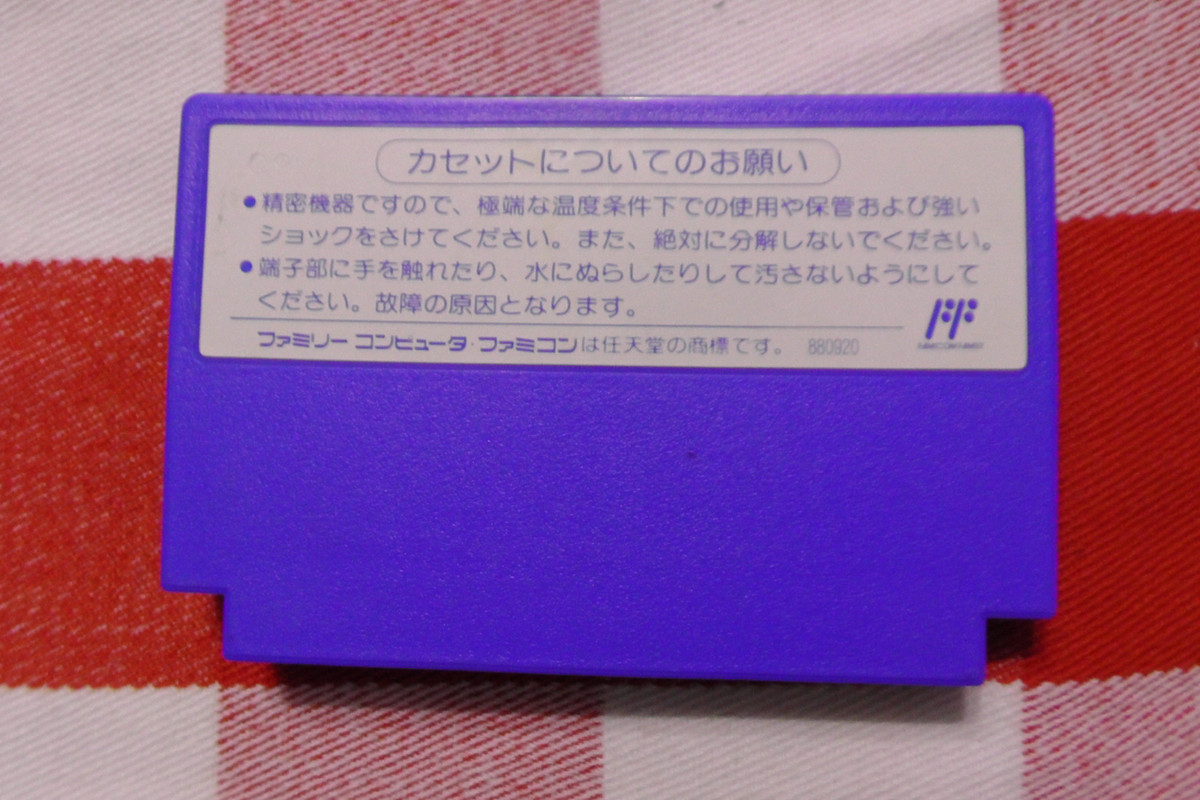 カセットについてのお願い
●精密機器ですので、極端な温度条件下での使用や保管および強い
ショックをさけてください。また、絶対に分解しないでください。
●端子部に手を触れたり、水にぬらしたりして汚さないようにして
ください。故障の原因となります。
ファミリーコンピュータ・ファミコンは任天堂の商標です。 880920